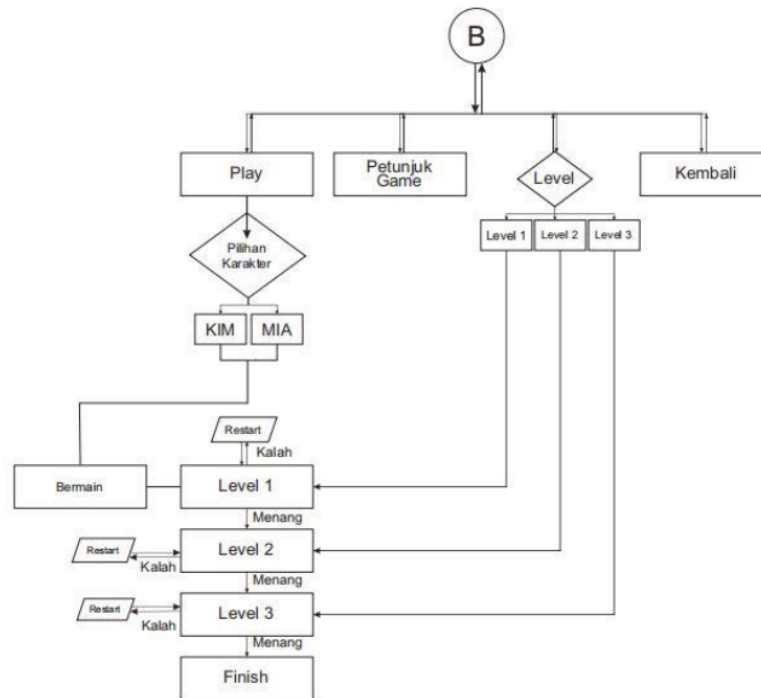 B
Play
Petunjuk
Game
Level
Kembali
Level 1
Level 2
Level 3
Pilihan
Karakter
KIM
MIA
Restart
Kalah
Bermain
Level 1
Menang
Restart
Kalah
Level 2
Menang
Restart
Kalah
Level 3
Menang
Finish